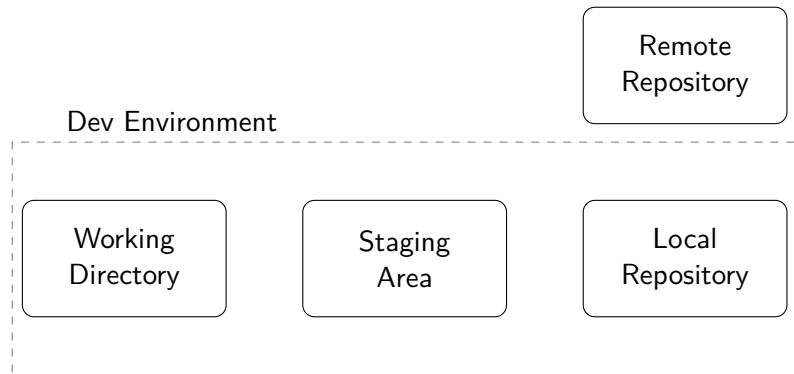 Remote
Repository
Dev Environment
Working
Directory
Staging
Area
Local
Repository